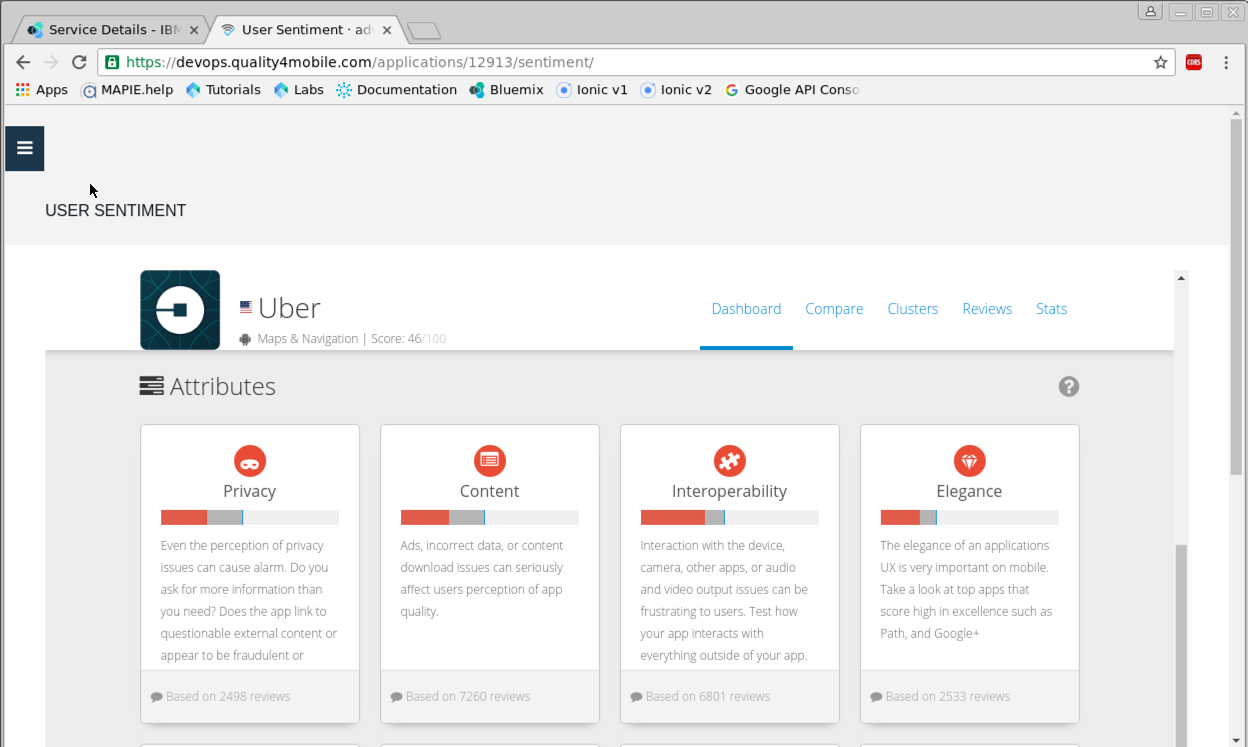 Service Details - IBM
User Sentiment · ad
https://devops.quality4mobile.com/applications/12913/sentiment/
CORS
Apps
MAPIE.help
Tutorials
Labs
Documentation
Bluemix
Ionic v1
Ionic v2
Google API Conso
USER SENTIMENT
Uber
Maps & Navigation | Score: 46/100
Dashboard
Compare
Clusters
Reviews
Stats
Attributes
?
Privacy
Even the perception of privacy
issues can cause alarm. Do you
ask for more information than
you need? Does the app link to
questionable external content or
appear to be fraudulent or
Based on 2498 reviews
Content
Ads, incorrect data, or content
download issues can seriously
affect users perception of app
quality.
Based on 7260 reviews
Interoperability
Interaction with the device,
camera, other apps, or audio
and video output issues can be
frustrating to users. Test how
your app interacts with
everything outside of your app.
Based on 6801 reviews
Elegance
The elegance of an applications
UX is very important on mobile.
Take a look at top apps that
score high in excellence such as
Path, and Google+
Based on 2533 reviews